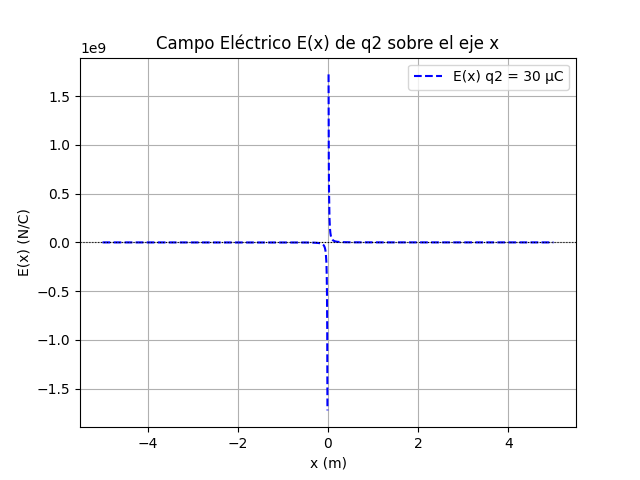 Campo Eléctrico E(x) de q2 sobre el eje x
1e9
E(x) q2 = 30 μC
1.5
1.0
0.5
0.0
−0.5
−1.0
−1.5
E(x) (N/C)
−4 −2 0 2 4
x (m)